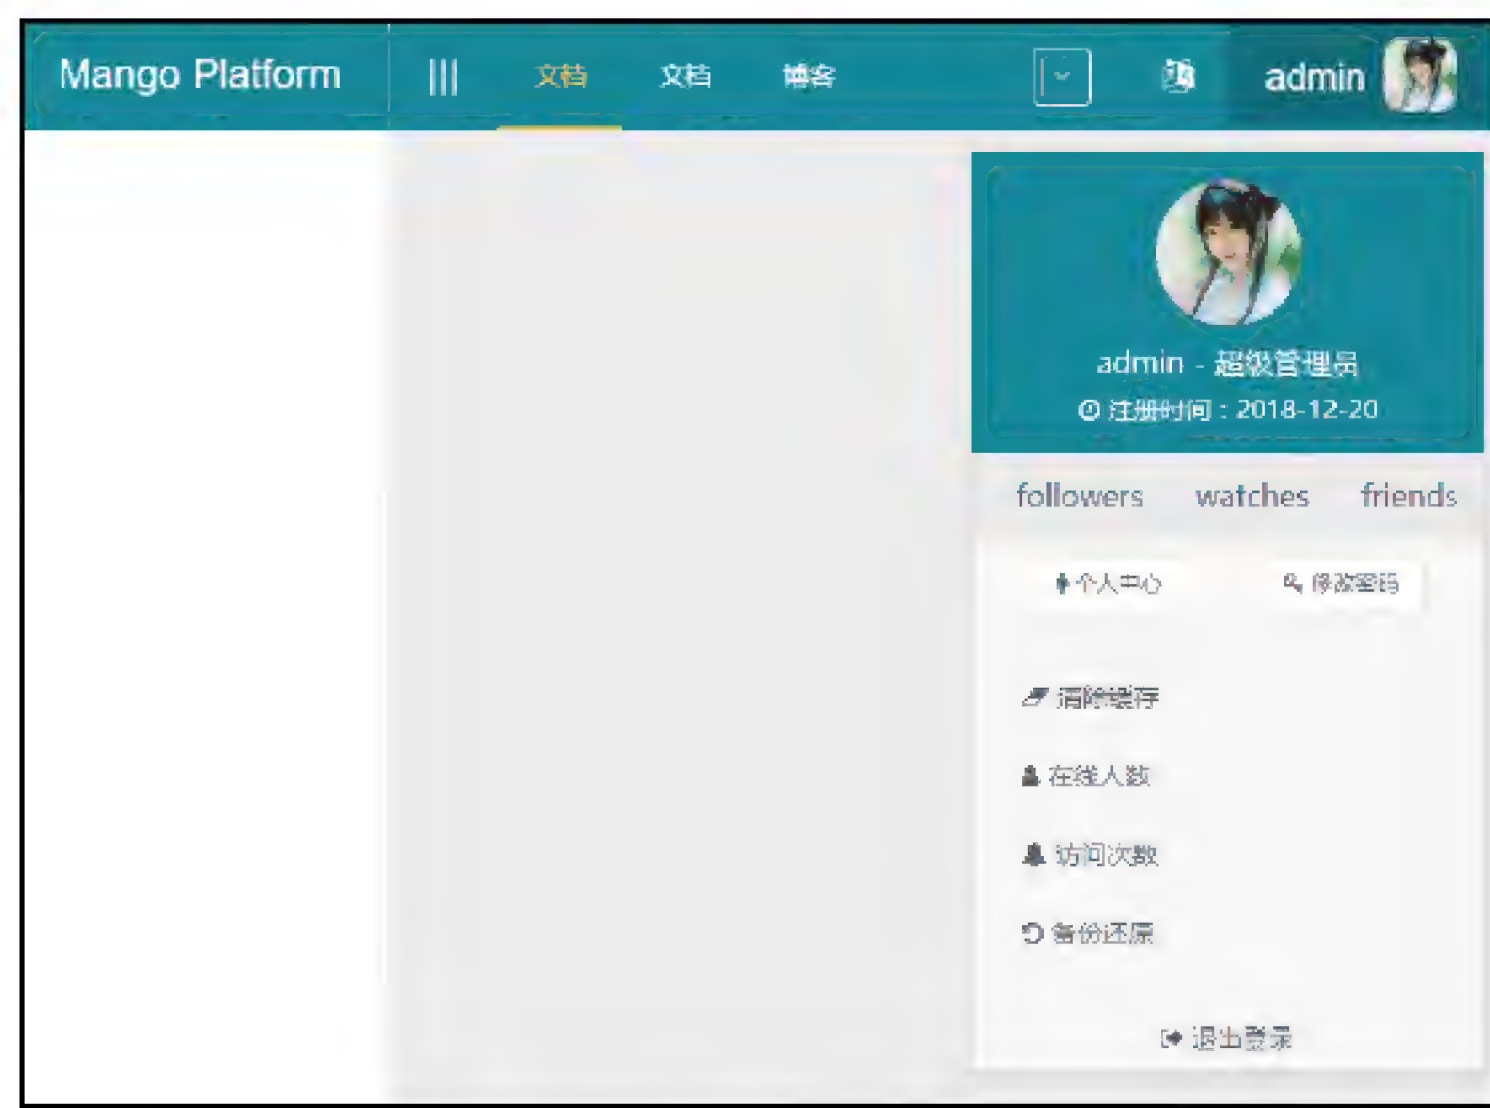 Mango Platform 文档 文档 博客 admin
admin - 超级管理员
注册时间：2018-12-20
followers watches friends
个人中心 修改密码
清除缓存
在线人数
访问次数
备份还原
退出登录